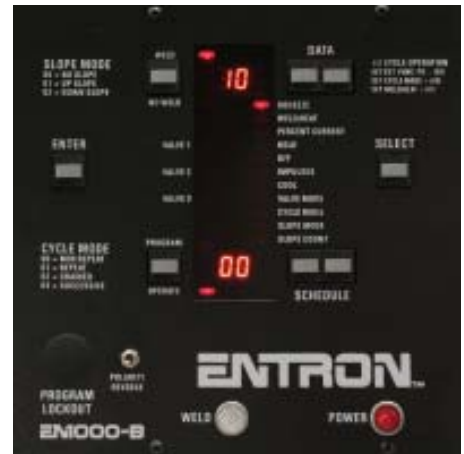 SLOPE MODE
00 = NO SLOPE
01 = UP SLOPE
02 = DOWN SLOPE
WELD
NO WELD
10
DATA
SQUEEZE
WELD/HEAT
PERCENT CURRENT
HOLD
OFF
IMPULSES
COOL
VALVE MODE
CYCLE MODE
SLOPE MODE
SLOPE COUNT
ENTER
VALVE 1
VALVE 2
VALVE 3
SELECT
CYCLE MODE
00 = NON REPEAT
01 = REPEAT
02 = CHAINED
03 = SUCCESSIVE
PROGRAM
OPERATE
00
SCHEDULE
PROGRAM
LOCKOUT
POLARITY
REVERSE
ENTRON™
EN1000-B
WELD
POWER